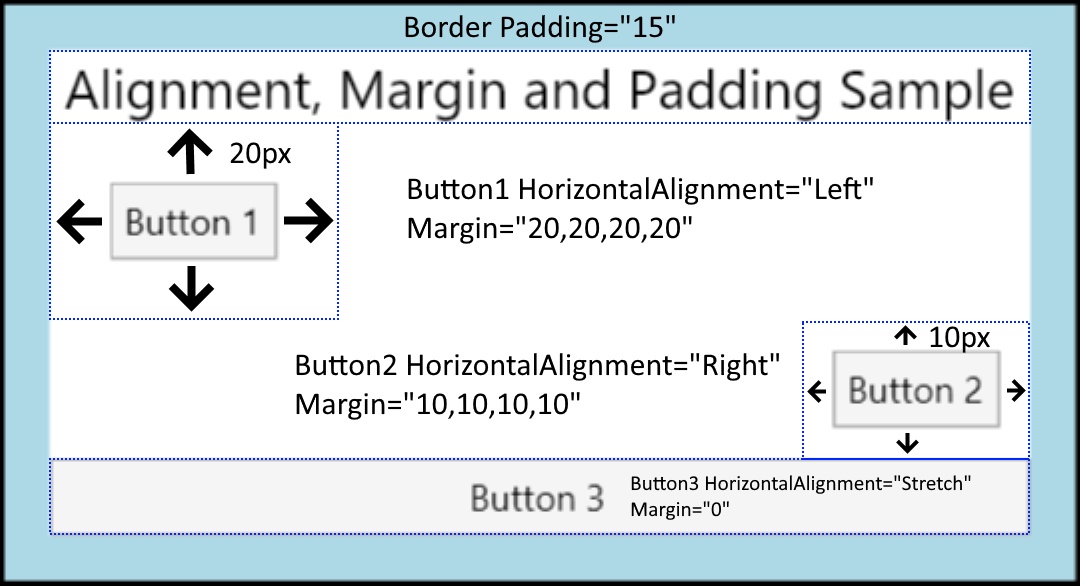 Border Padding="15"
Alignment, Margin and Padding Sample
20px
Button 1
Button1 HorizontalAlignment="Left"
Margin="20,20,20,20"
10px
Button2 HorizontalAlignment="Right"
Margin="10,10,10,10"
Button 2
Button 3
Button3 HorizontalAlignment="Stretch"
Margin="0"